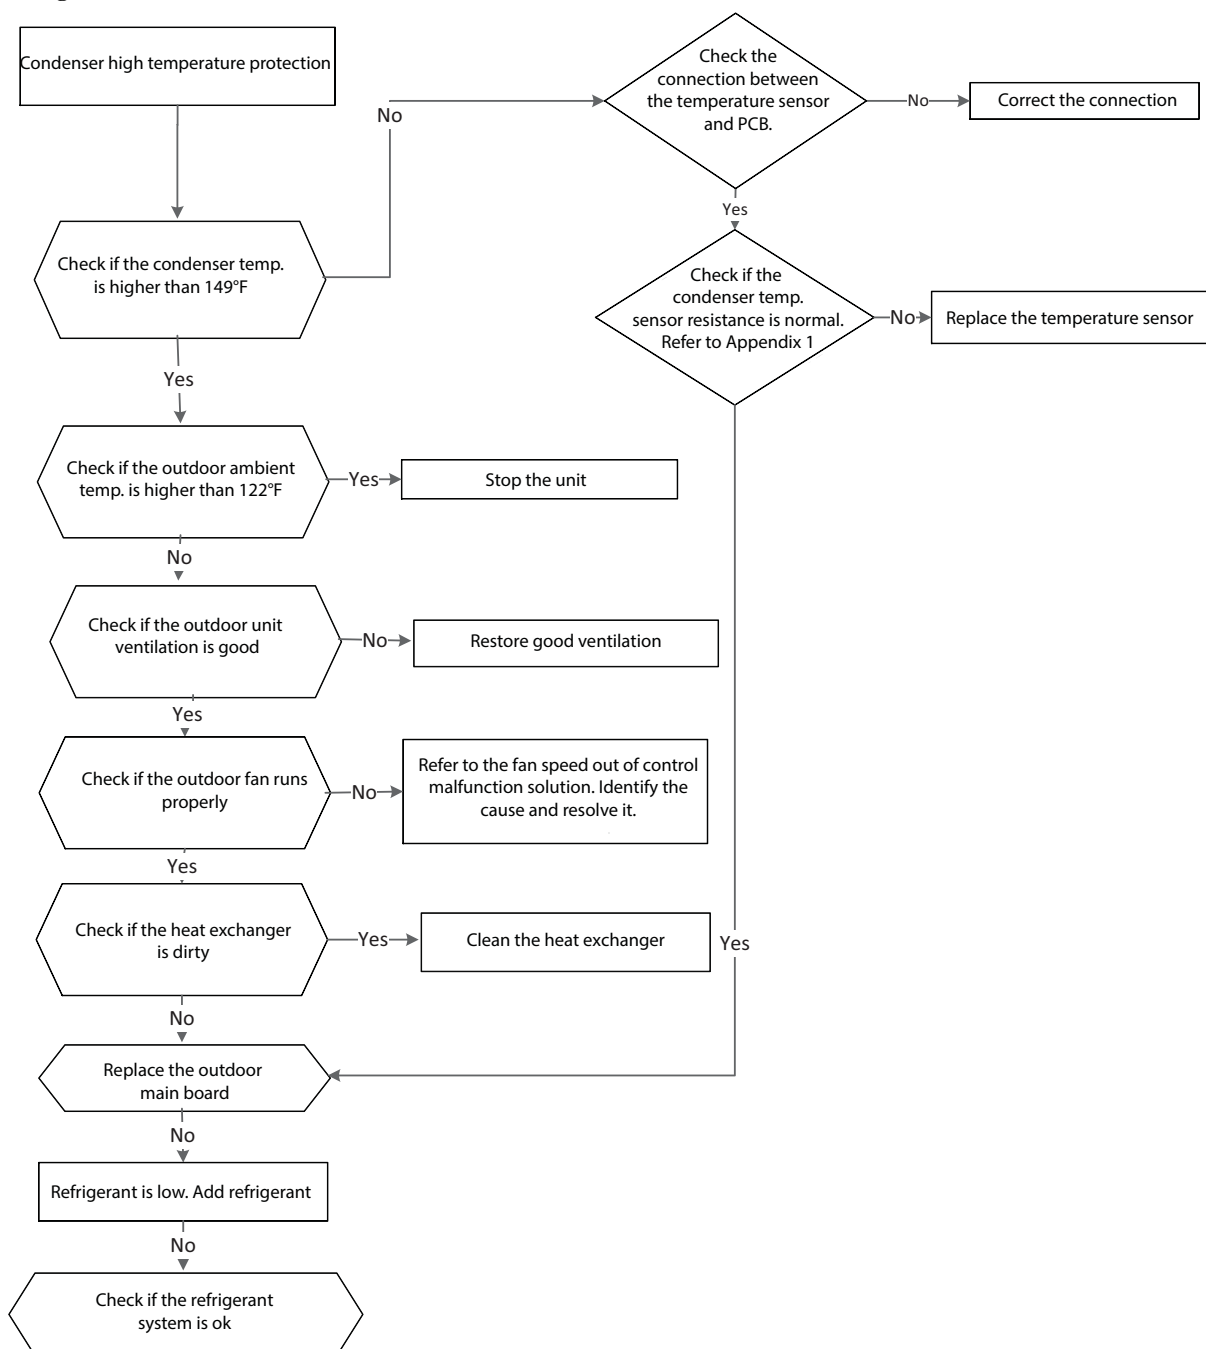 Condenser high temperature protection
No
Check the
connection between
the temperature sensor
and PCB.
No
Correct the connection
Yes
Check if the condenser temp.
is higher than 149°F
Check if the
condenser temp.
sensor resistance is normal.
Refer to Appendix 1
No
Replace the temperature sensor
Yes
Check if the outdoor ambient
temp. is higher than 122°F
Yes
Stop the unit
No
Check if the outdoor unit
ventilation is good
No
Restore good ventilation
Yes
Check if the outdoor fan runs
properly
No
Refer to the fan speed out of control
malfunction solution. Identify the
cause and resolve it.
Yes
Check if the heat exchanger
is dirty
Yes
Clean the heat exchanger
Yes
No
Replace the outdoor
main board
No
Refrigerant is low. Add refrigerant
No
Check if the refrigerant
system is ok